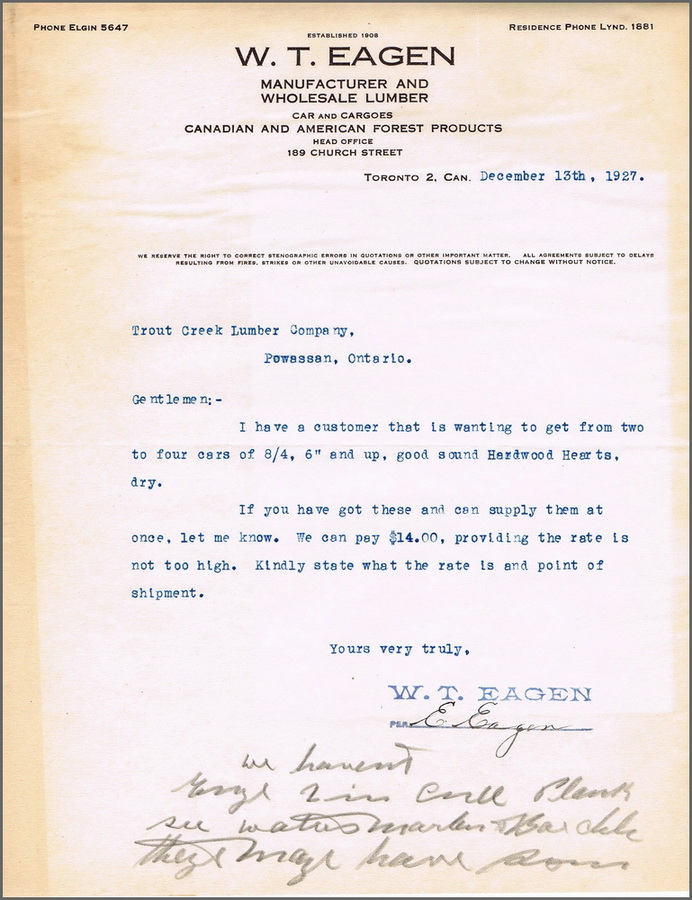 PHONE ELGIN 5647
RESIDENCE PHONE LYND. 1881
ESTABLISHED 1908
W. T. EAGEN
MANUFACTURER AND
WHOLESALE LUMBER
CAR AND CARGOES
CANADIAN AND AMERICAN FOREST PRODUCTS
HEAD OFFICE
189 CHURCH STREET
TORONTO 2, CAN. December 13th, 1927.
WE RESERVE THE RIGHT TO CORRECT STENOGRAPHIC ERRORS IN QUOTATIONS OR OTHER IMPORTANT MATTER. ALL AGREEMENTS SUBJECT TO DELAYS
RESULTING FROM FIRES, STRIKES OR OTHER UNAVOIDABLE CAUSES. QUOTATIONS SUBJECT TO CHANGE WITHOUT NOTICE.
Trout Creek Lumber Company,
Powassan, Ontario.
Gentlemen;-
I have a customer that is wanting to get from two
to four cars of 8/4, 6" and up, good sound Hardwood Hearts,
dry.
If you have got these and can supply them at
once, let me know. We can pay $14.00, providing the rate is
not too high. Kindly state what the rate is and point of
shipment.
Yours very truly,
W. T. EAGEN
PER E. Eagen
we havent
2 in Cull Plank
see
they may have som